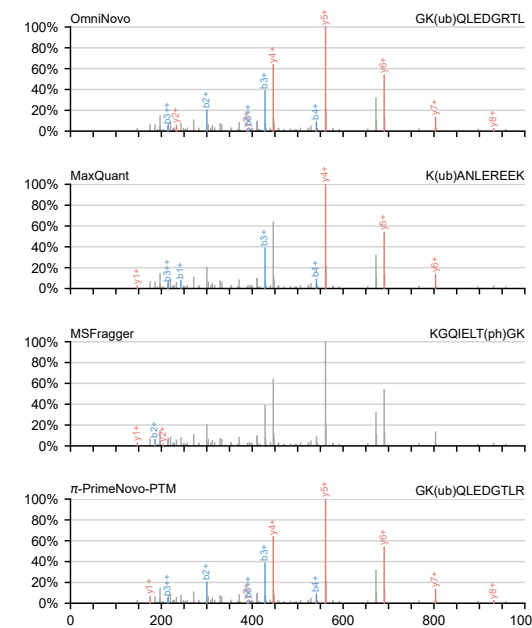 OmniNovo GK(ub)QLEDGRTL
100%
80%
60%
40%
20%
0%
b3++
y2+
b2+
b3+
y4+
b4+
y5+
y6+
y7+
y8+
MaxQuant K(ub)ANLEREEK
100%
80%
60%
40%
20%
0%
y1+
b3++
b1+
b3+
b4+
y4+
y5+
y6+
MSFragger KGQIELT(ph)GK
100%
80%
60%
40%
20%
0%
y1+
b2+
y2+
π-PrimeNovo-PTM GK(ub)QLEDGTLR
100%
80%
60%
40%
20%
0%
y1+
b3++
b2+
b3+
y4+
b4+
y5+
y6+
y7+
y8+
0 200 400 600 800 100